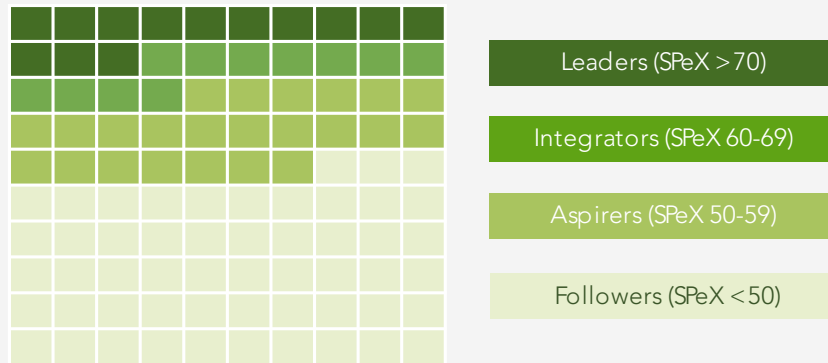 Leaders (SPeX >70)
Integrators (SPeX 60-69)
Aspirers (SPeX 50-59)
Followers (SPeX <50)